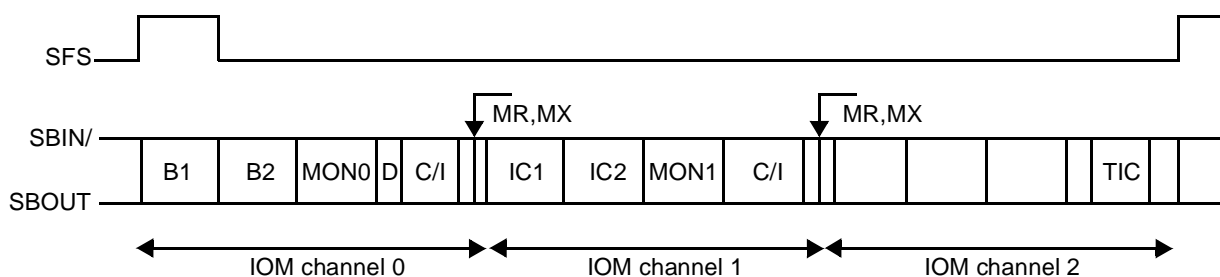 SFS
MR,MX MR,MX
SBIN/
B1 B2 MON0 D C/I IC1 IC2 MON1 C/I TIC
SBOUT
IOM channel 0 IOM channel 1 IOM channel 2